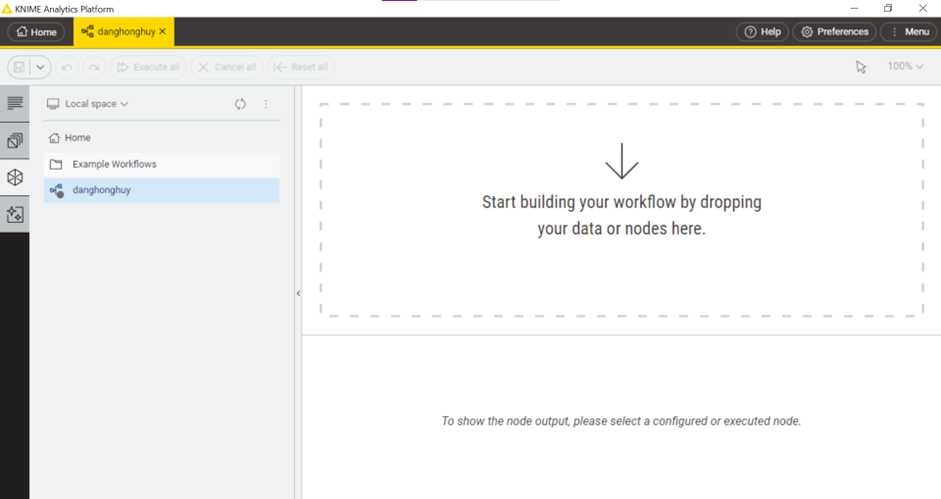 KNIME Analytics Platform
Home
danghonghuy
Help
Preferences
Menu
Execute all
Cancel all
Reset all
100%
Local space
Home
Example Workflows
danghonghuy
Start building your workflow by dropping
your data or nodes here.
To show the node output, please select a configured or executed node.